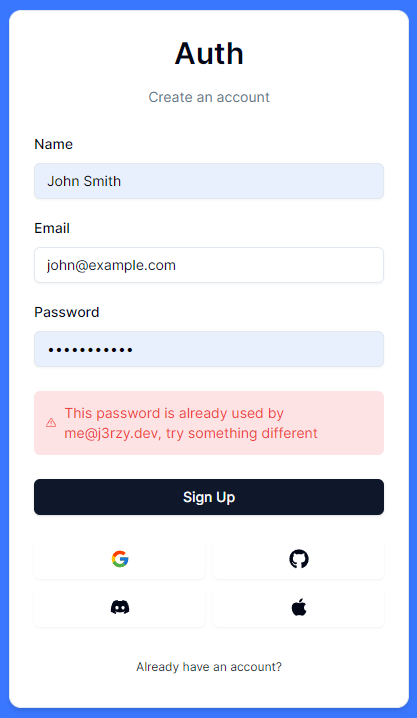 Auth
Create an account
Name
John Smith
Email
john@example.com
Password
•••••••••••
This password is already used by
me@j3rzy.dev, try something different
Sign Up
Already have an account?